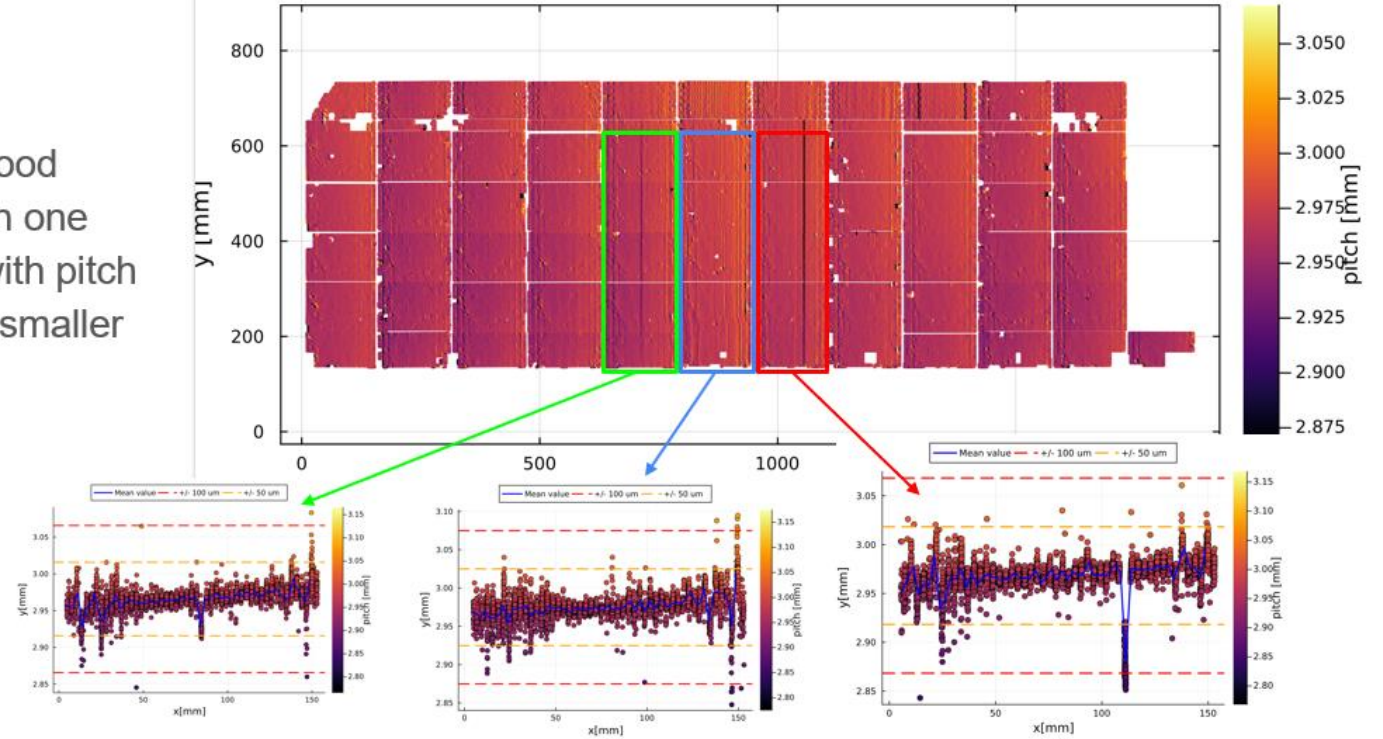 ood
n one
with pitch
smaller
y [mm]
800
600
400
200
0
0 500 1000
3.050
3.025
3.000
2.975
2.950
2.925
2.900
2.875
pitch [mm]
Mean value +/- 100 um +/- 50 um
y[mm]
3.05
3.00
2.95
2.90
2.85
0 50 100 150
x[mm]
3.15
3.10
3.05
3.00
2.95
2.90
2.85
2.80
pitch [mm]
Mean value +/- 100 um +/- 50 um
y[mm]
3.10
3.05
3.00
2.95
2.90
2.85
0 50 100 150
x[mm]
3.15
3.10
3.05
3.00
2.95
2.90
2.85
2.80
pitch [mm]
Mean value +/- 100 um +/- 50 um
y[mm]
3.05
3.00
2.95
2.90
2.85
0 50 100 150
x[mm]
3.15
3.10
3.05
3.00
2.95
2.90
2.85
2.80
pitch [mm]